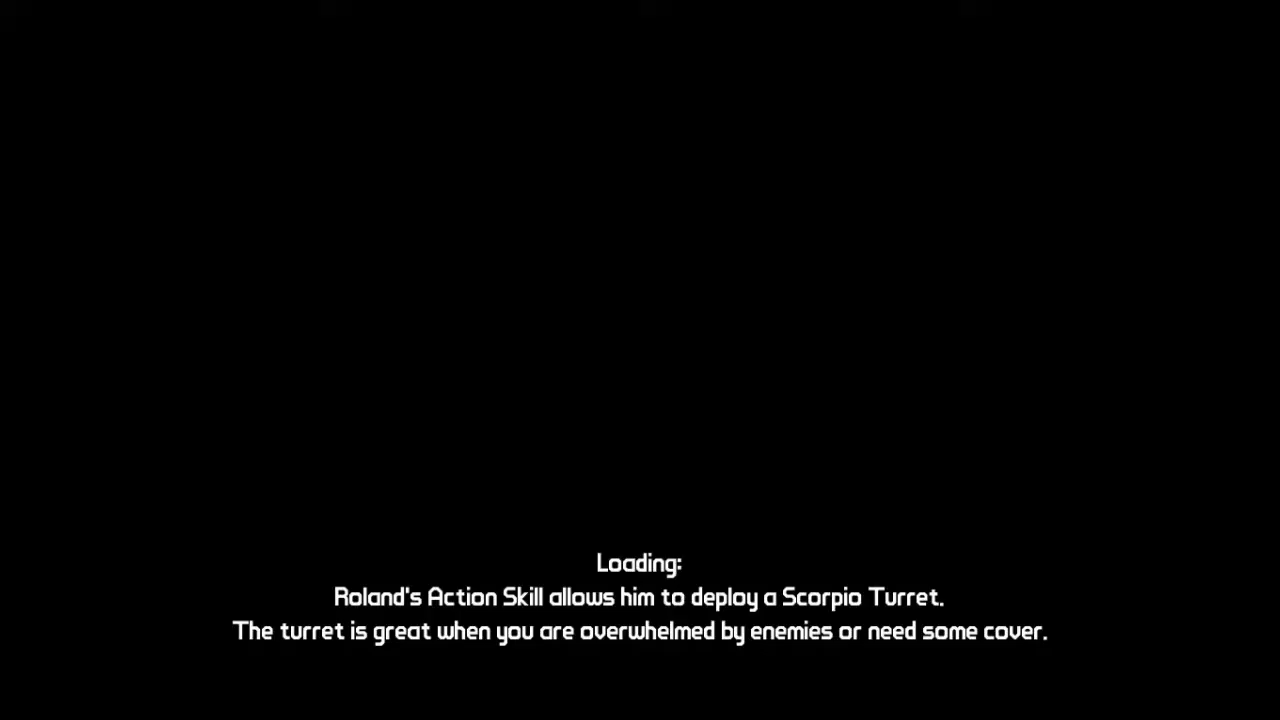 Loading:
Roland's Action Skill allows him to deploy a Scorpio Turret.
The turret is great when you are overwhelmed by enemies or need some cover.